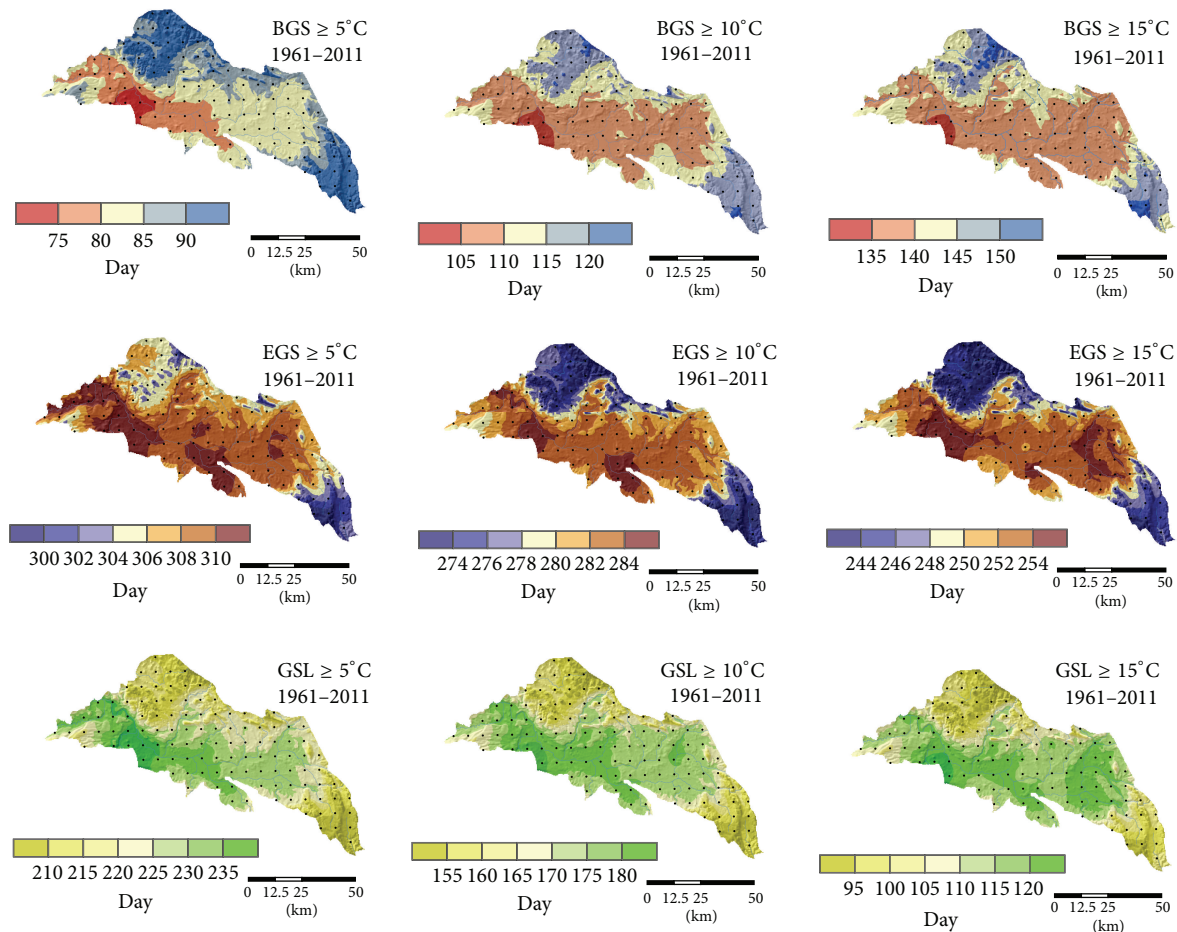 BGS ≥ 5°C
1961–2011
75 80 85 90
Day
0 12.5 25 50
(km)
BGS ≥ 10°C
1961–2011
105 110 115 120
Day
0 12.5 25 50
(km)
BGS ≥ 15°C
1961–2011
135 140 145 150
Day
0 12.5 25 50
(km)
EGS ≥ 5°C
1961–2011
300 302 304 306 308 310
Day
0 12.5 25 50
(km)
EGS ≥ 10°C
1961–2011
274 276 278 280 282 284
Day
0 12.5 25 50
(km)
EGS ≥ 15°C
1961–2011
244 246 248 250 252 254
Day
0 12.5 25 50
(km)
GSL ≥ 5°C
1961–2011
210 215 220 225 230 235
Day
0 12.5 25 50
(km)
GSL ≥ 10°C
1961–2011
155 160 165 170 175 180
Day
0 12.5 25 50
(km)
GSL ≥ 15°C
1961–2011
95 100 105 110 115 120
Day
0 12.5 25 50
(km)